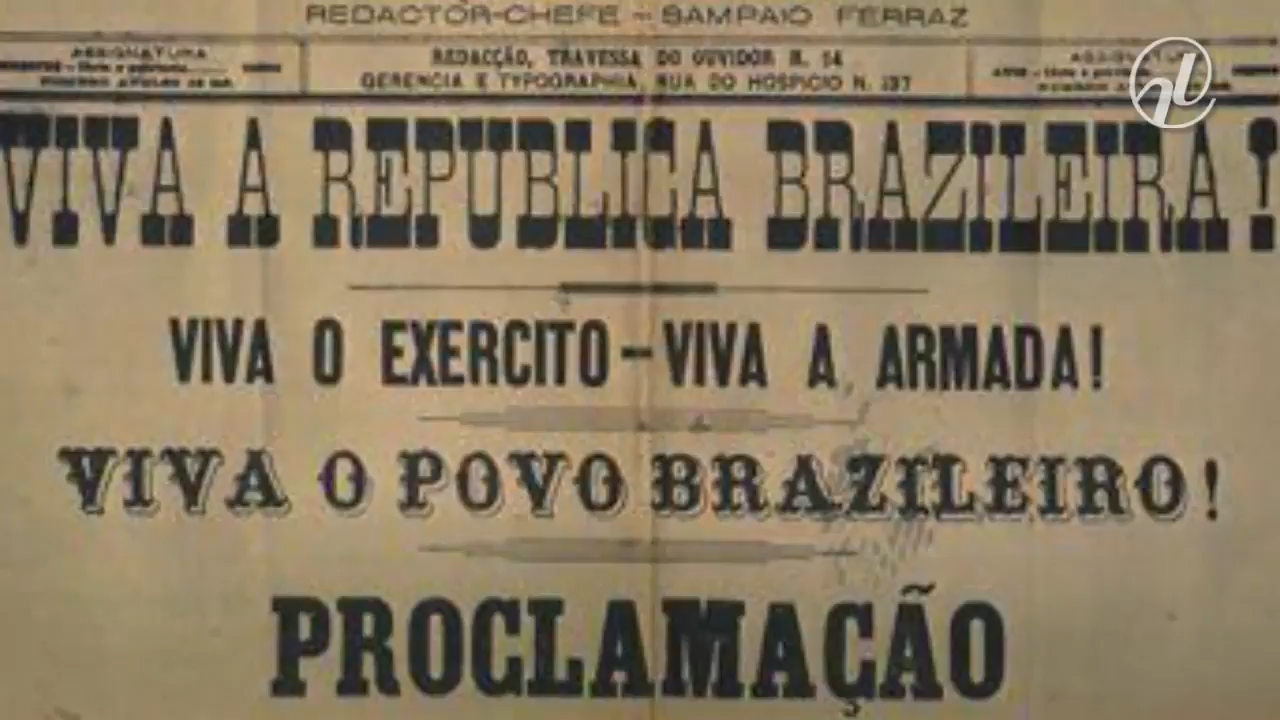 REDACTOR-CHEFE — SAMPAIO FERRAZ
ASSIGNATURA
REDACÇÃO, TRAVESSA DO OUVIDOR N. 14
GERENCIA E TYPOGRAPHIA, RUA DO HOSPICIO N. 137
VIVA A REPUBLICA BRAZILEIRA!
VIVA O EXERCITO - VIVA A ARMADA!
VIVA O POVO BRAZILEIRO!
PROCLAMAÇÃO